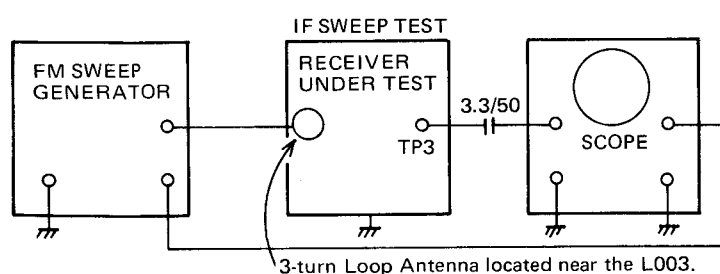 IF SWEEP TEST
FM SWEEP
GENERATOR
RECEIVER
UNDER TEST
TP3
3.3/50
SCOPE
3-turn Loop Antenna located near the L003.